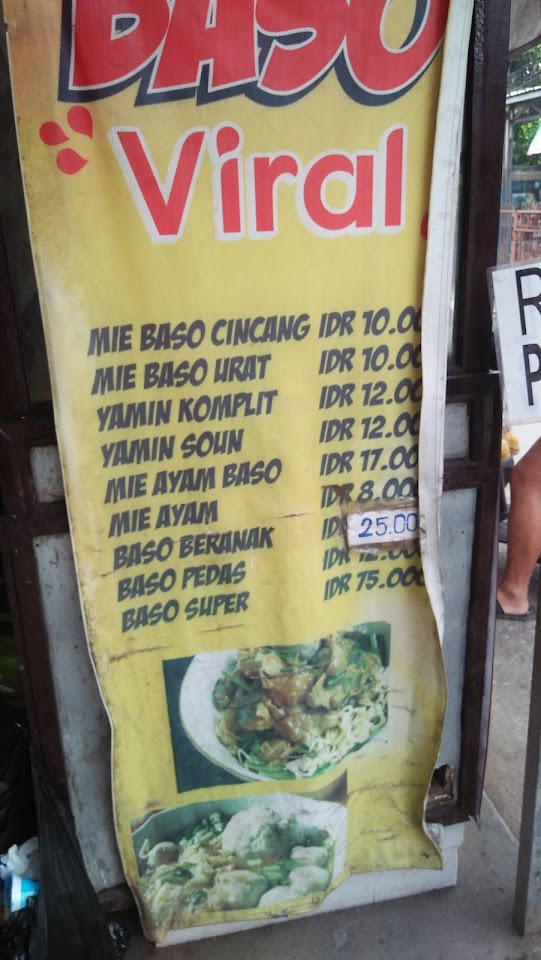 BASO
Viral
MIE BASO CINCANG IDR 10.00
MIE BASO URAT IDR 10.00
YAMIN KOMPLIT IDR 12.00
YAMIN SOUN IDR 12.00
MIE AYAM BASO IDR 17.00
MIE AYAM IDR 8.000
BASO BERANAK ID 25.00
BASO PEDAS IDR 12.000
BASO SUPER IDR 75.000
R
P